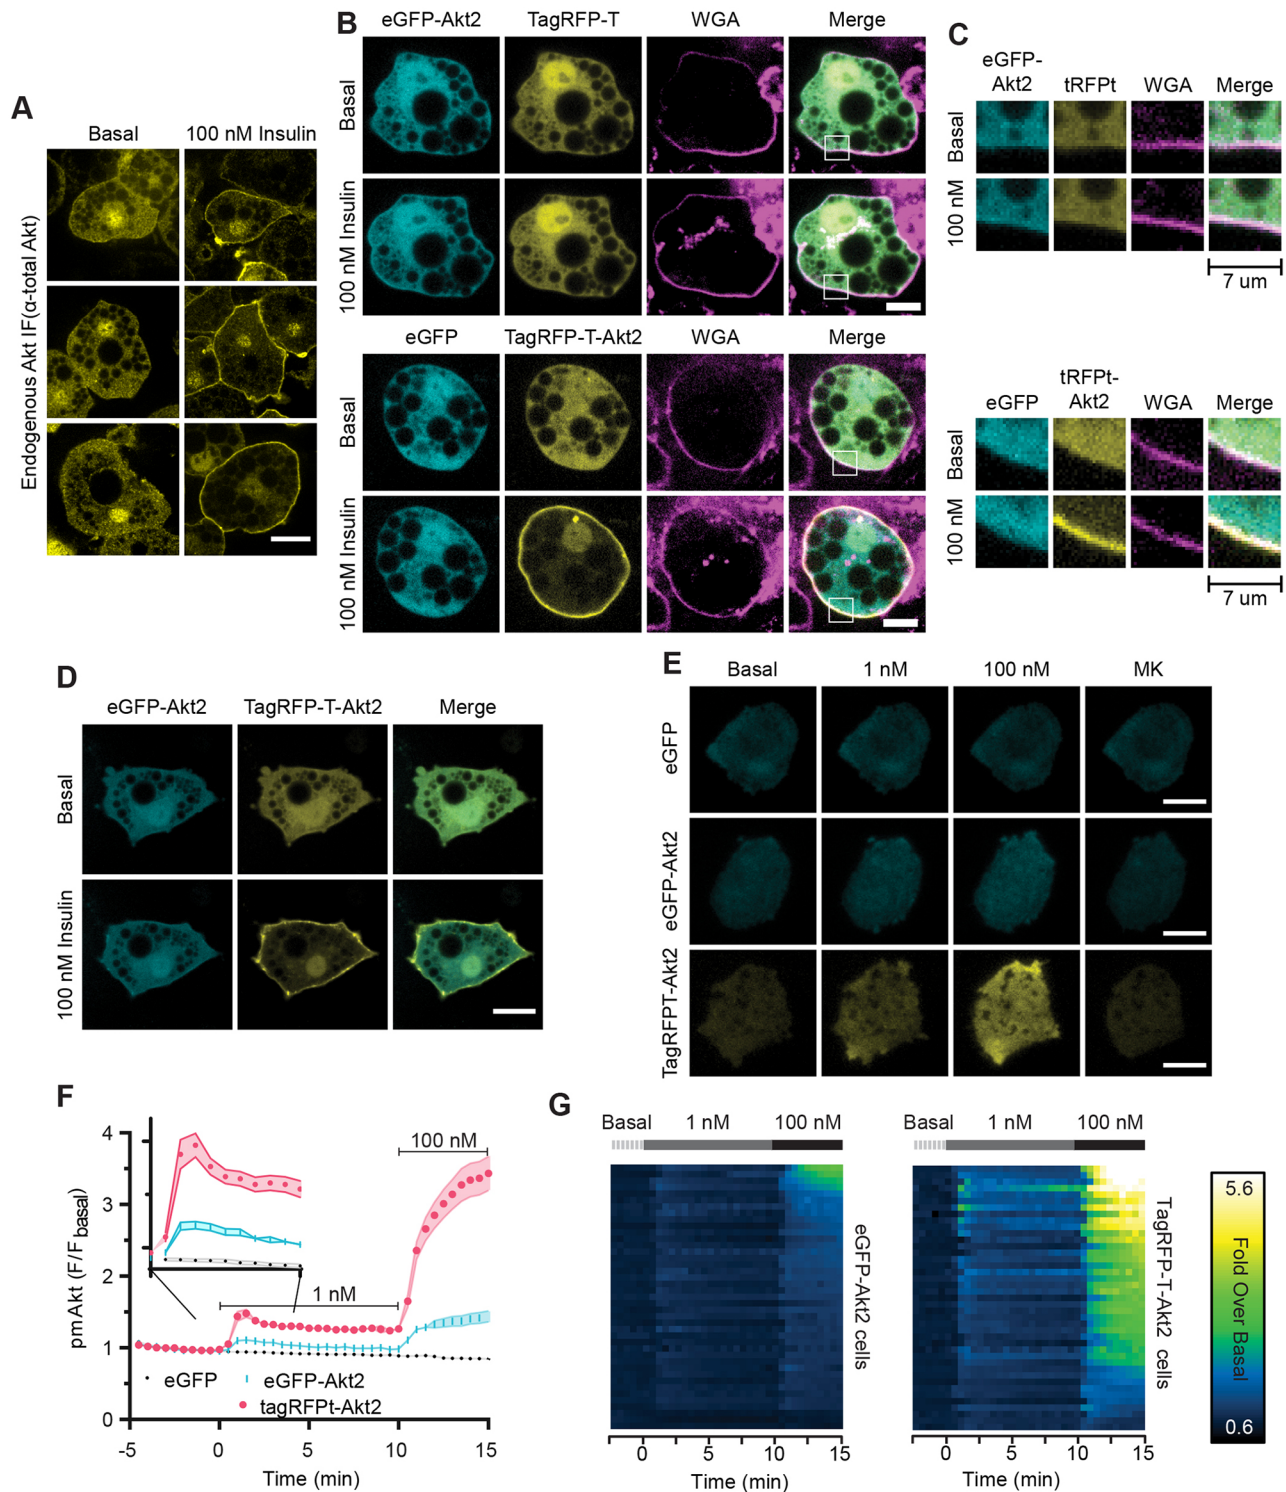 A
Basal
100 nM Insulin
Endogenous Akt IF(α-total Akt)
B
eGFP-Akt2
TagRFP-T
WGA
Merge
Basal
100 nM Insulin
eGFP
TagRFP-T-Akt2
WGA
Merge
Basal
100 nM Insulin
C
eGFP-
Akt2
tRFPt
WGA
Merge
Basal
100 nM
7 um
eGFP
tRFPt-
Akt2
WGA
Merge
Basal
100 nM
7 um
D
eGFP-Akt2
TagRFP-T-Akt2
Merge
Basal
100 nM Insulin
E
Basal
1 nM
100 nM
MK
eGFP
eGFP-Akt2
TagRFPT-Akt2
F
pm Akt (F/Fbasal)
4
3
2
1
0
100 nM
1 nM
eGFP
eGFP-Akt2
tagRFPt-Akt2
-5
0
5
10
15
Time (min)
G
Basal
1 nM
100 nM
eGFP-Akt2 cells
0
5
10
15
Time (min)
Basal
1 nM
100 nM
TagRFP-T-Akt2 cells
0
5
10
15
Time (min)
5.6
Fold Over Basal
0.6